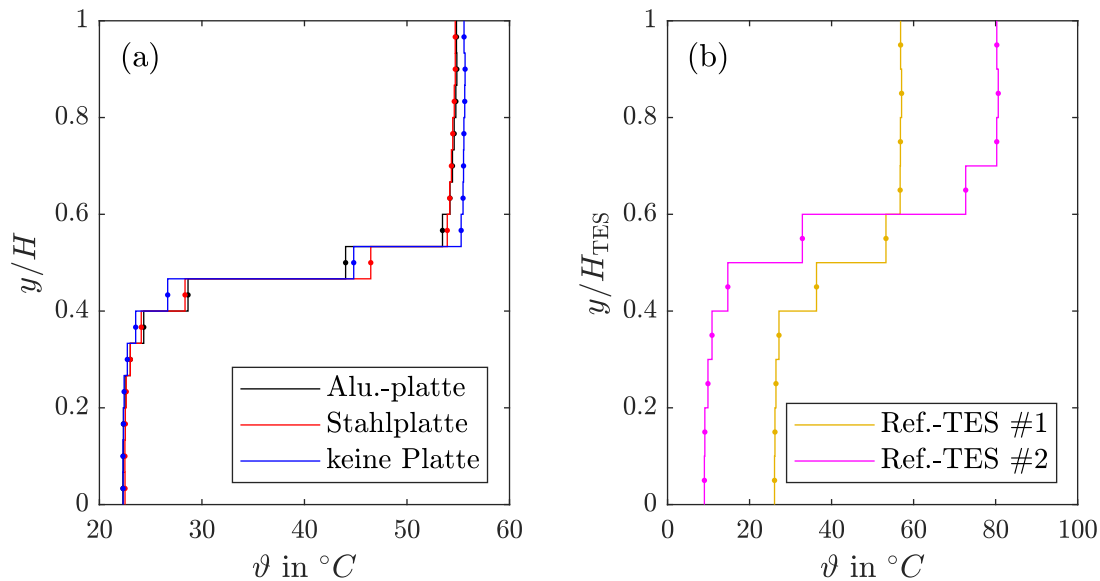 (a)
1
0.8
0.6
0.4
0.2
0
y/H
20 30 40 50 60
ϑ in °C
Alu.-platte
Stahlplatte
keine Platte
(b)
1
0.8
0.6
0.4
0.2
0
y/H_TES
0 20 40 60 80 100
ϑ in °C
Ref.-TES #1
Ref.-TES #2